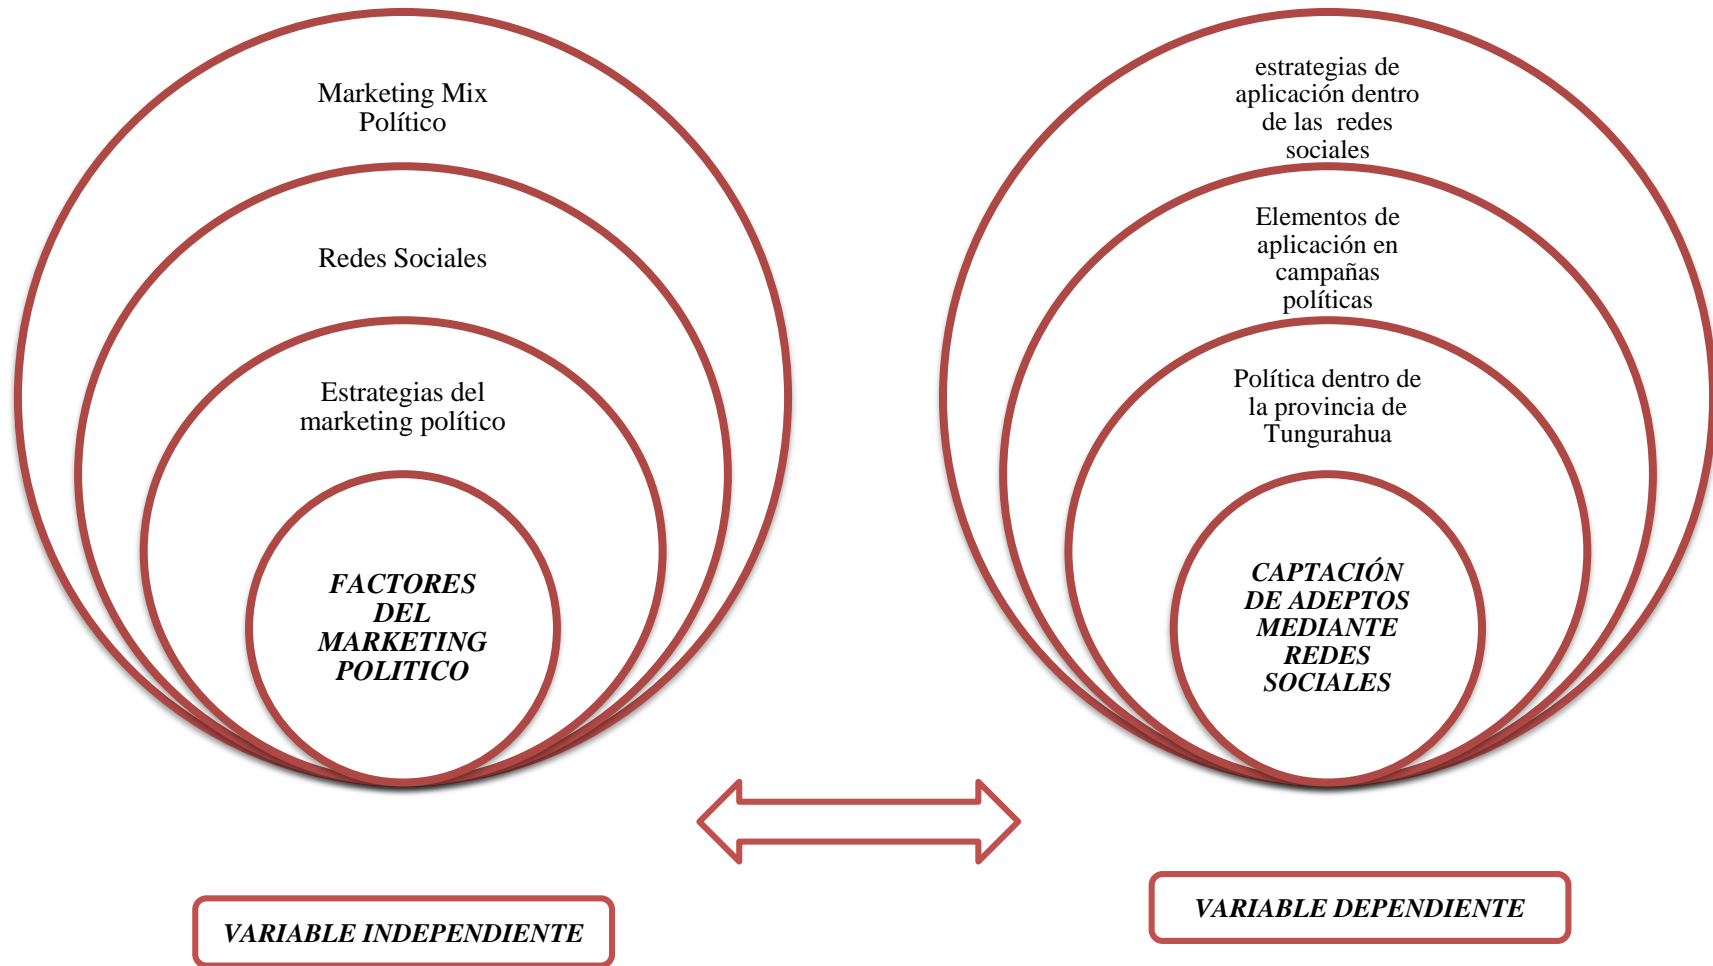 Marketing Mix
Político
Redes Sociales
Estrategias del
marketing político
FACTORES
DEL
MARKETING
POLITICO
VARIABLE INDEPENDIENTE
estrategias de
aplicación dentro
de las redes
sociales
Elementos de
aplicación en
campañas
políticas
Política dentro de
la provincia de
Tungurahua
CAPTACIÓN
DE ADEPTOS
MEDIANTE
REDES
SOCIALES
VARIABLE DEPENDIENTE